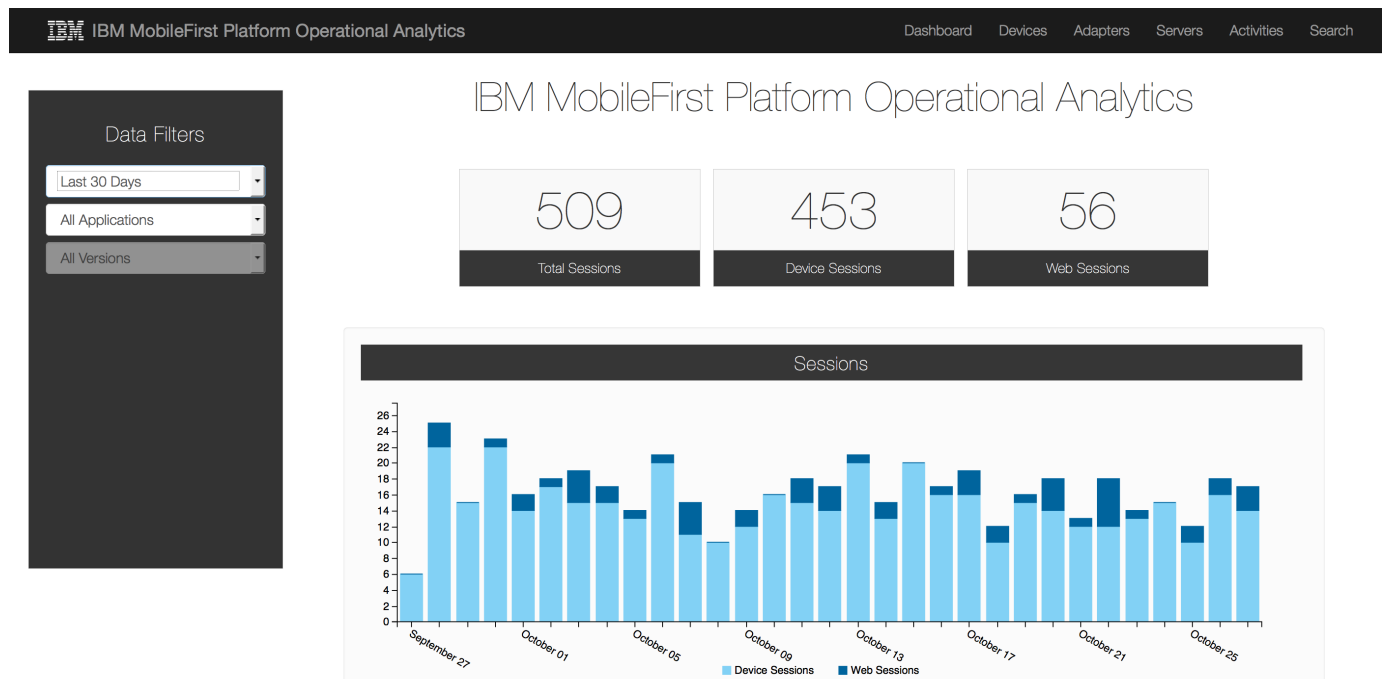 IBM IBM MobileFirst Platform Operational Analytics Dashboard Devices Adapters Servers Activities Search
IBM MobileFirst Platform Operational Analytics
Data Filters
Last 30 Days
All Applications
All Versions
509 453 56
Total Sessions Device Sessions Web Sessions
Sessions
26
24
22
20
18
16
14
12
10
8
6
4
2
0
September 27 October 01 October 05 October 09 October 13 October 17 October 21 October 25
Device Sessions Web Sessions